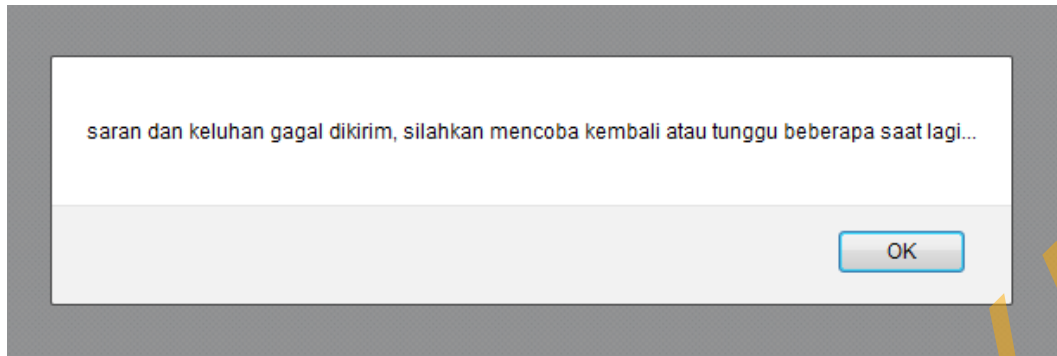 saran dan keluhan gagal dikirim, silahkan mencoba kembali atau tunggu beberapa saat lagi...
OK